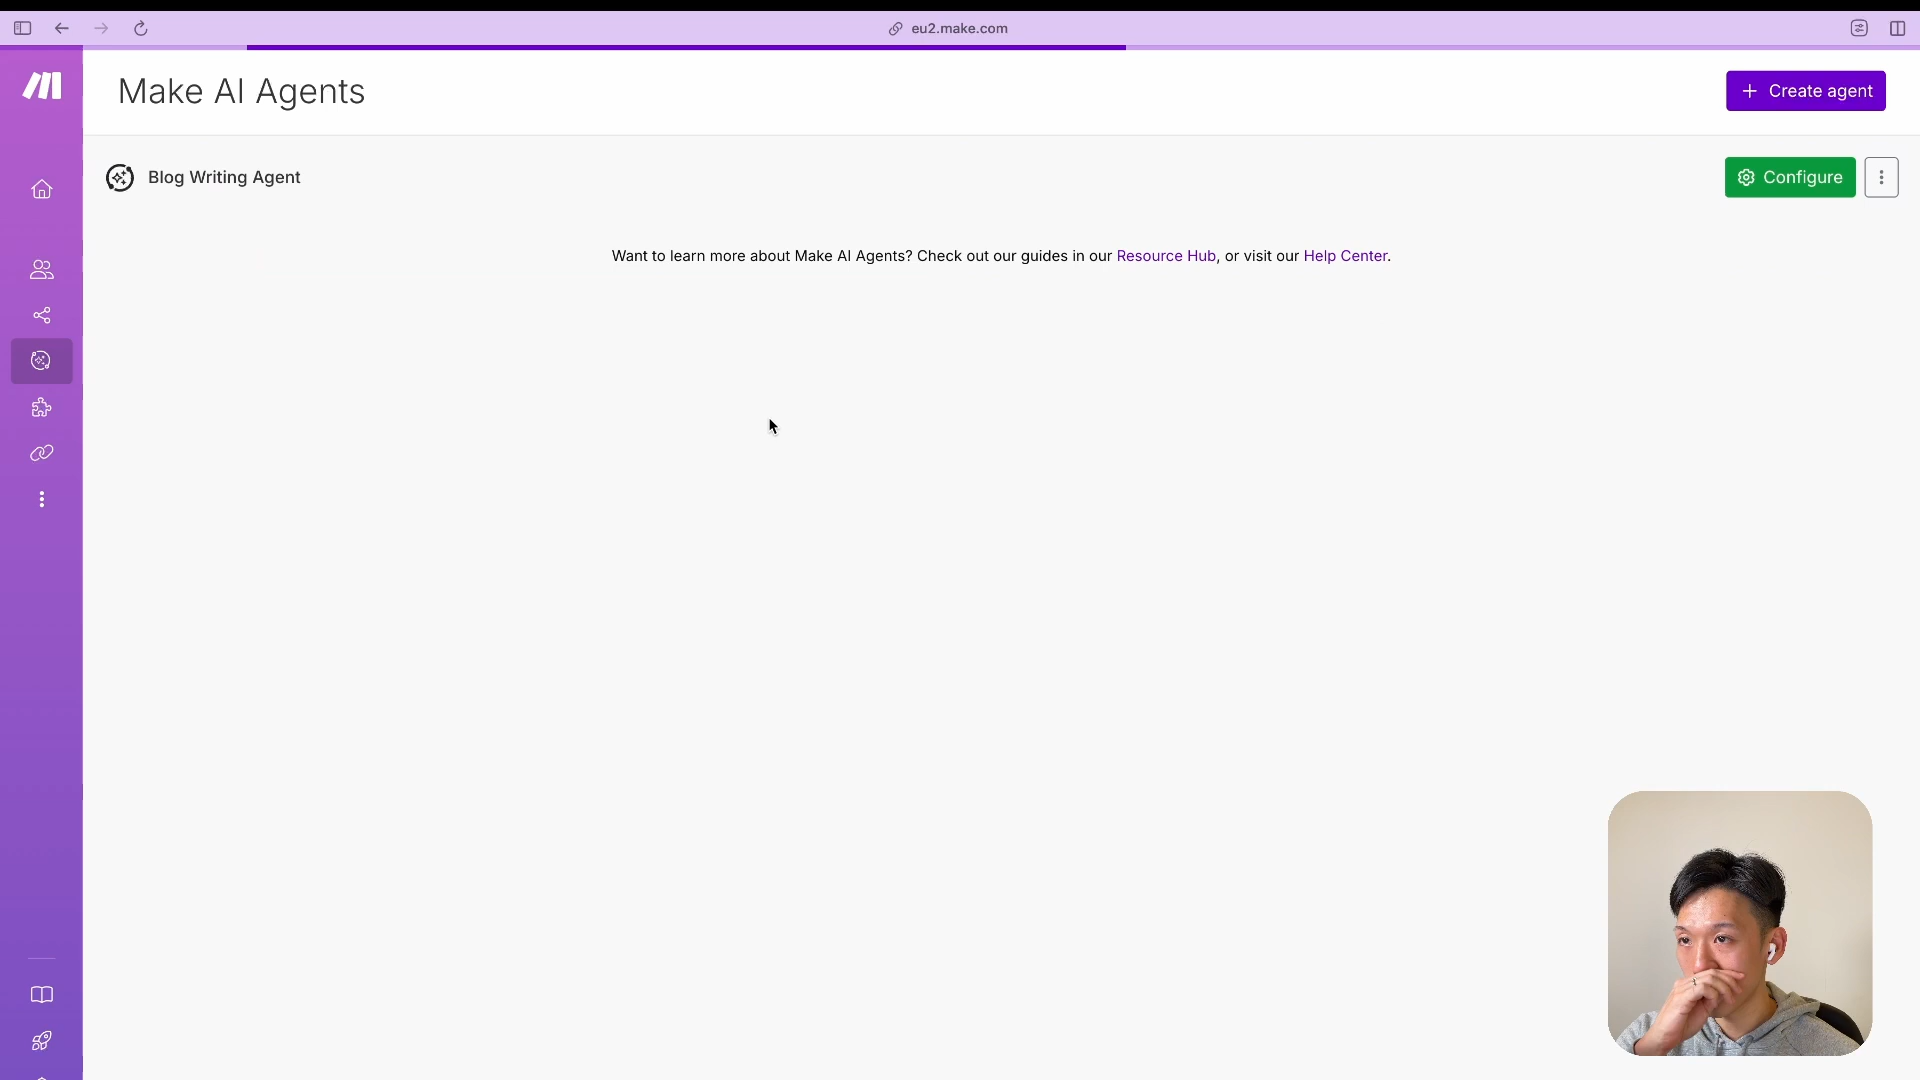 eu2.make.com
Make AI Agents
Create agent
Blog Writing Agent
Configure
Want to learn more about Make AI Agents? Check out our guides in our Resource Hub, or visit our Help Center.